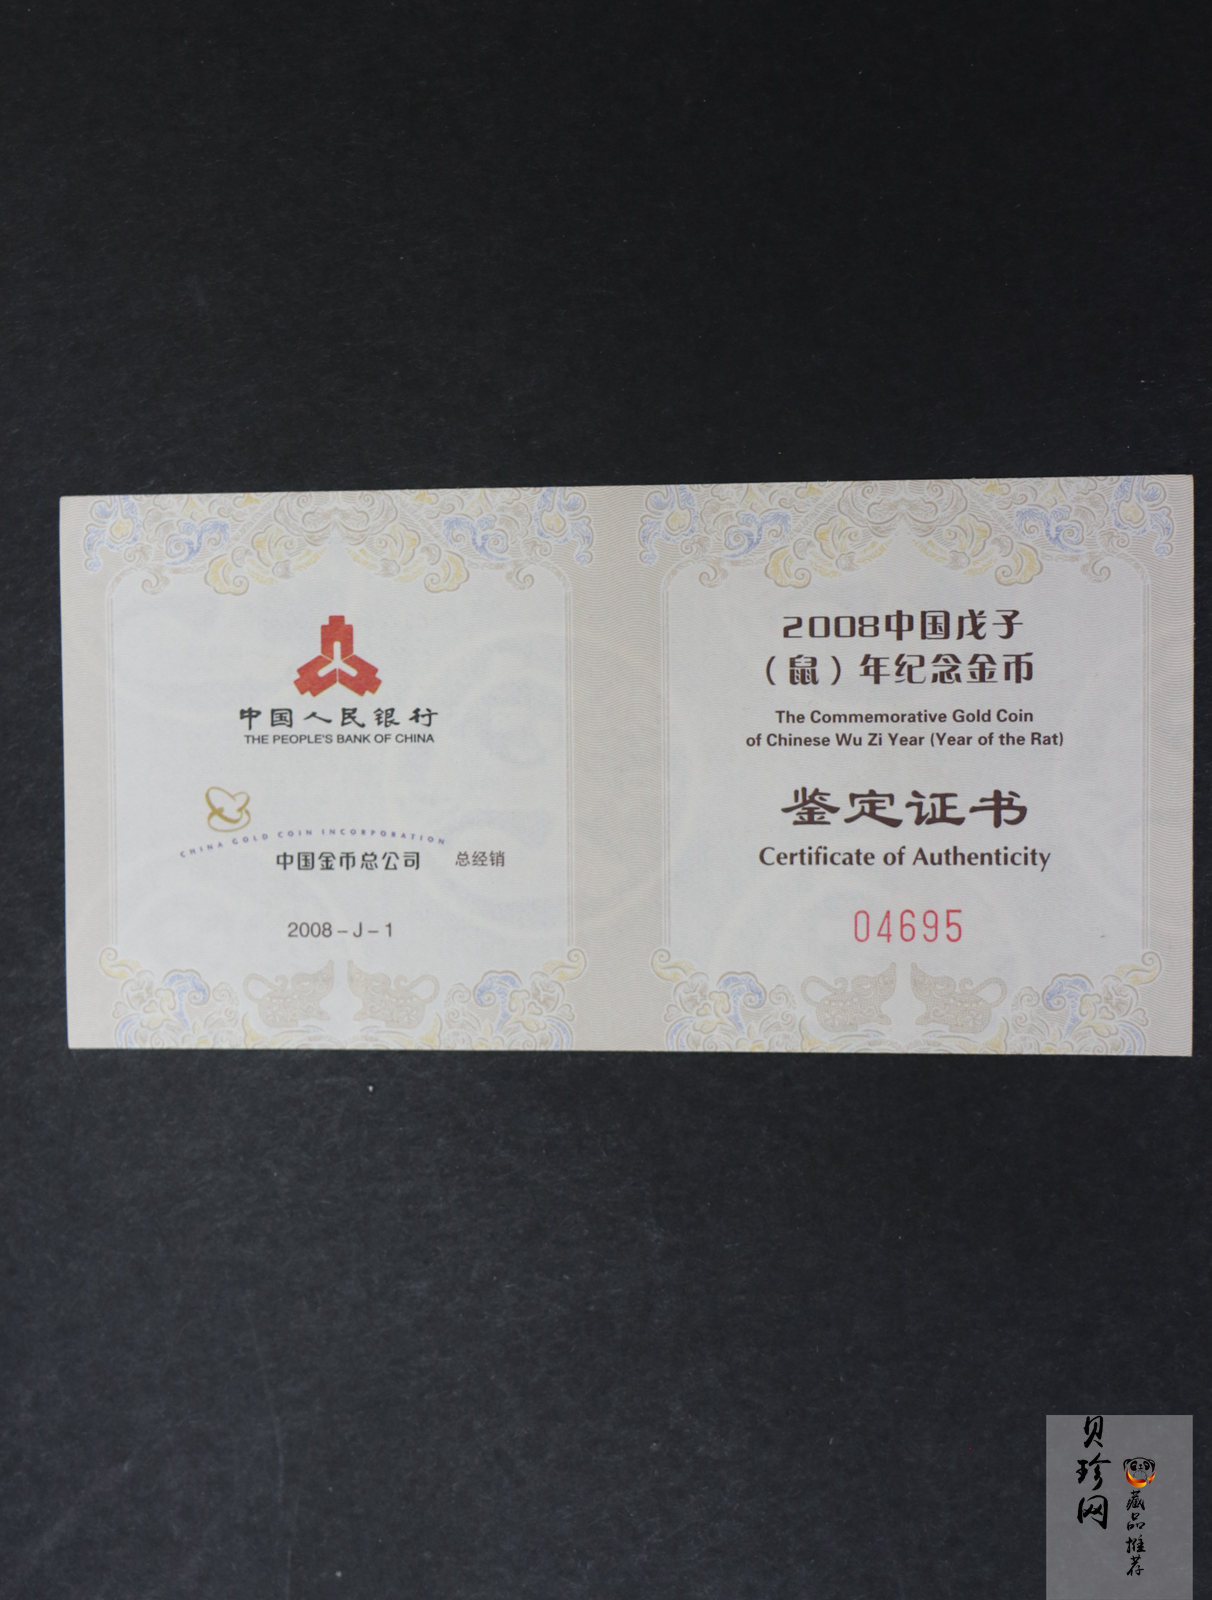 中国人民银行
THE PEOPLE'S BANK OF CHINA
CHINA GOLD COIN INCORPORATION
中国金币总公司 总经销
2008-J-1
2008中国戊子
（鼠）年纪念金币
The Commemorative Gold Coin
of Chinese Wu Zi Year (Year of the Rat)
鉴定证书
Certificate of Authenticity
04695
贝珍网
藏品推荐